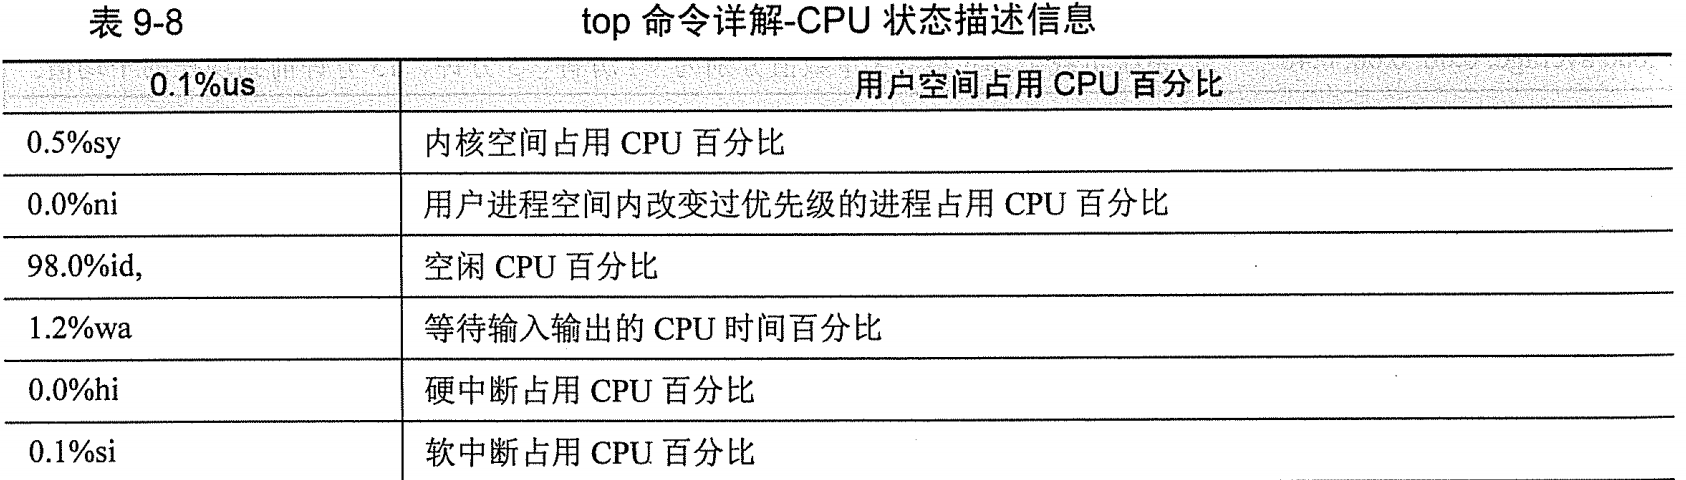 表 9-8 top 命令详解-CPU 状态描述信息
0.1%us 用户空间占用 CPU 百分比
0.5%sy 内核空间占用 CPU 百分比
0.0%ni 用户进程空间内改变过优先级的进程占用 CPU 百分比
98.0%id, 空闲 CPU 百分比
1.2%wa 等待输入输出的 CPU 时间百分比
0.0%hi 硬中断占用 CPU 百分比
0.1%si 软中断占用 CPU 百分比